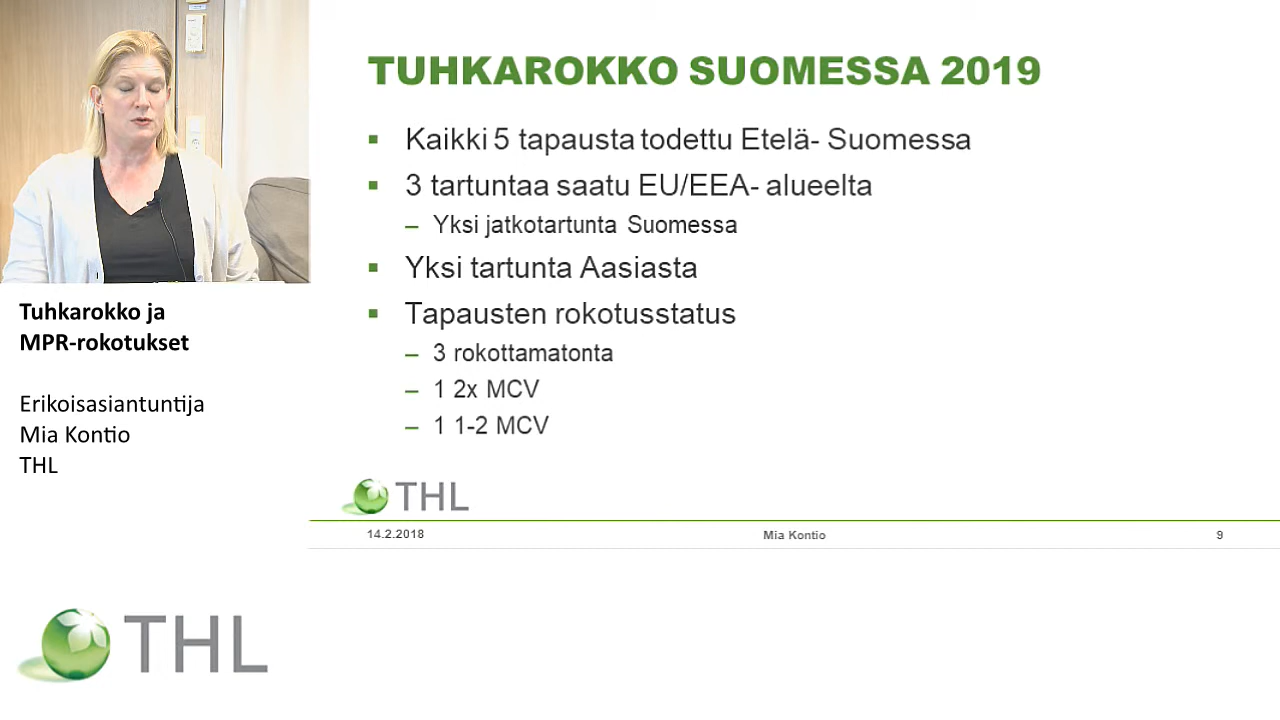 TUHKAROKKO SUOMESSA 2019
▪ Kaikki 5 tapausta todettu Etelä- Suomessa
▪ 3 tartuntaa saatu EU/EEA- alueelta
– Yksi jatkotartunta Suomessa
▪ Yksi tartunta Aasiasta
▪ Tapausten rokotusstatus
– 3 rokottamatonta
– 1 2x MCV
– 1 1-2 MCV
THL
14.2.2018 Mia Kontio 9
Tuhkarokko ja
MPR-rokotukset
Erikoisasiantuntija
Mia Kontio
THL
THL